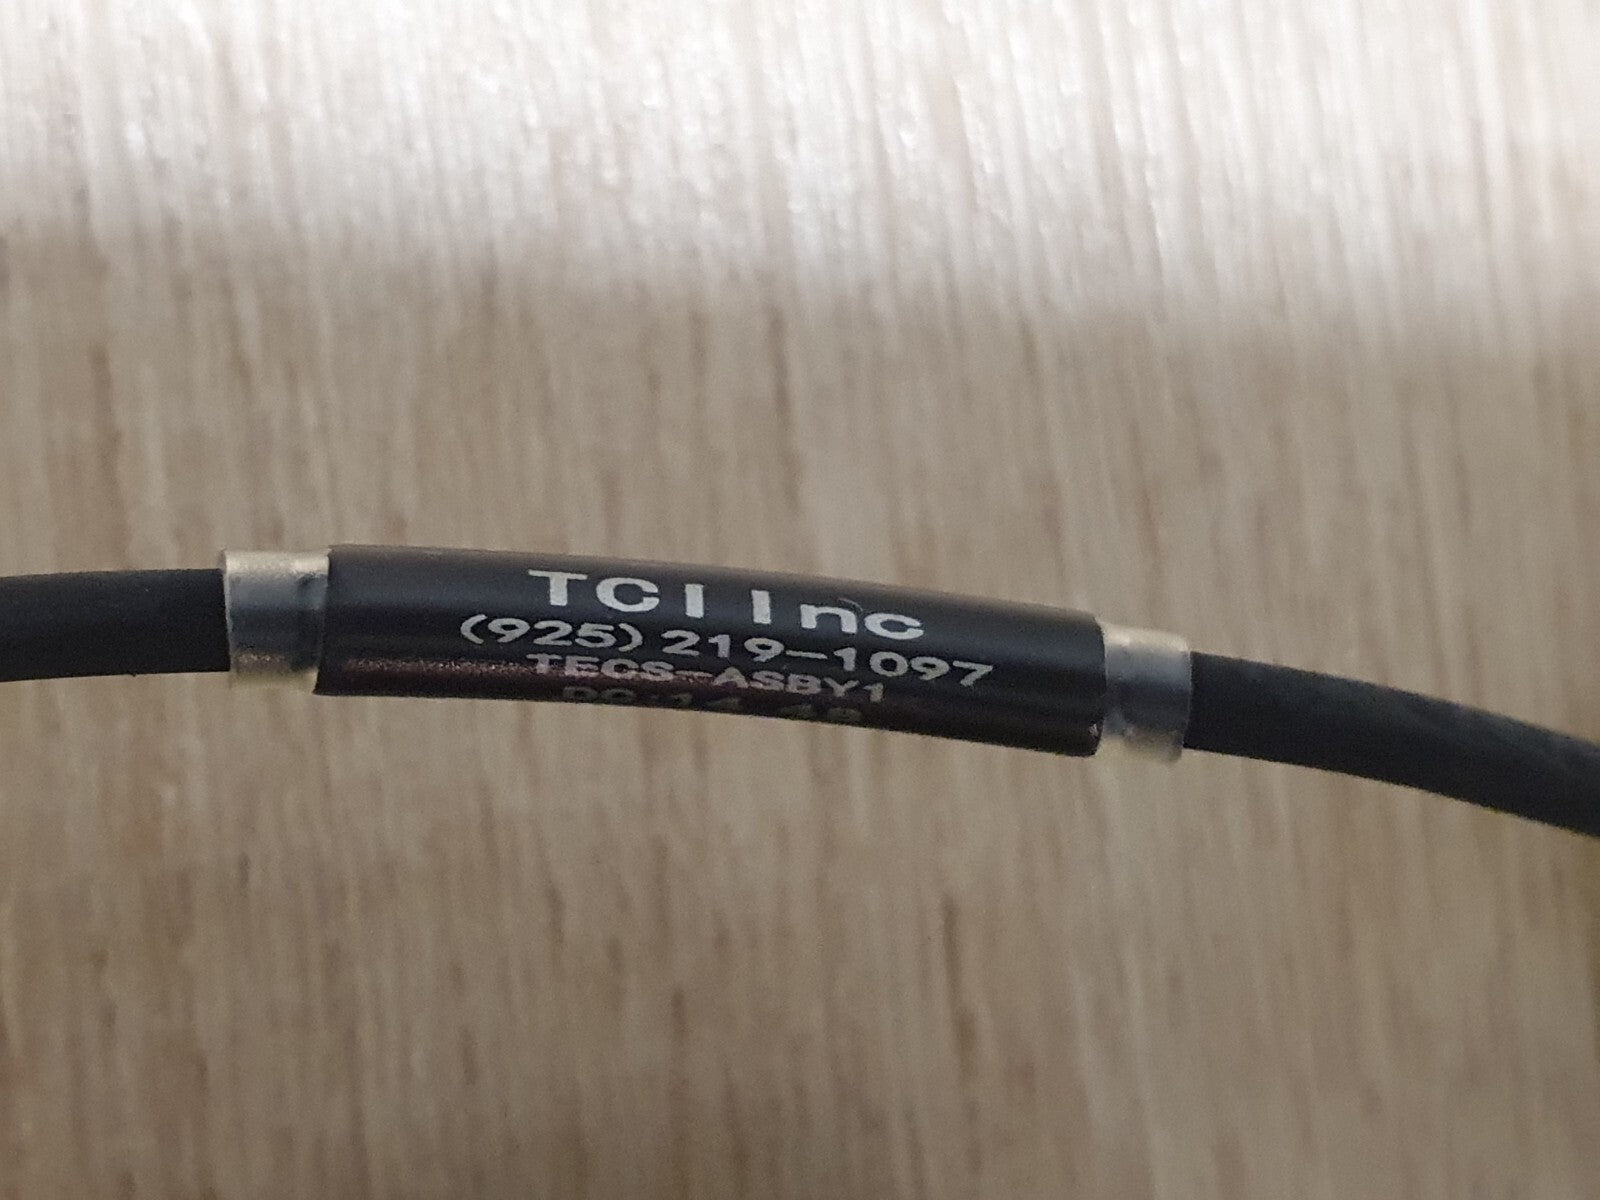 TCI Inc
(925) 219-1097
TECS-ASBY1